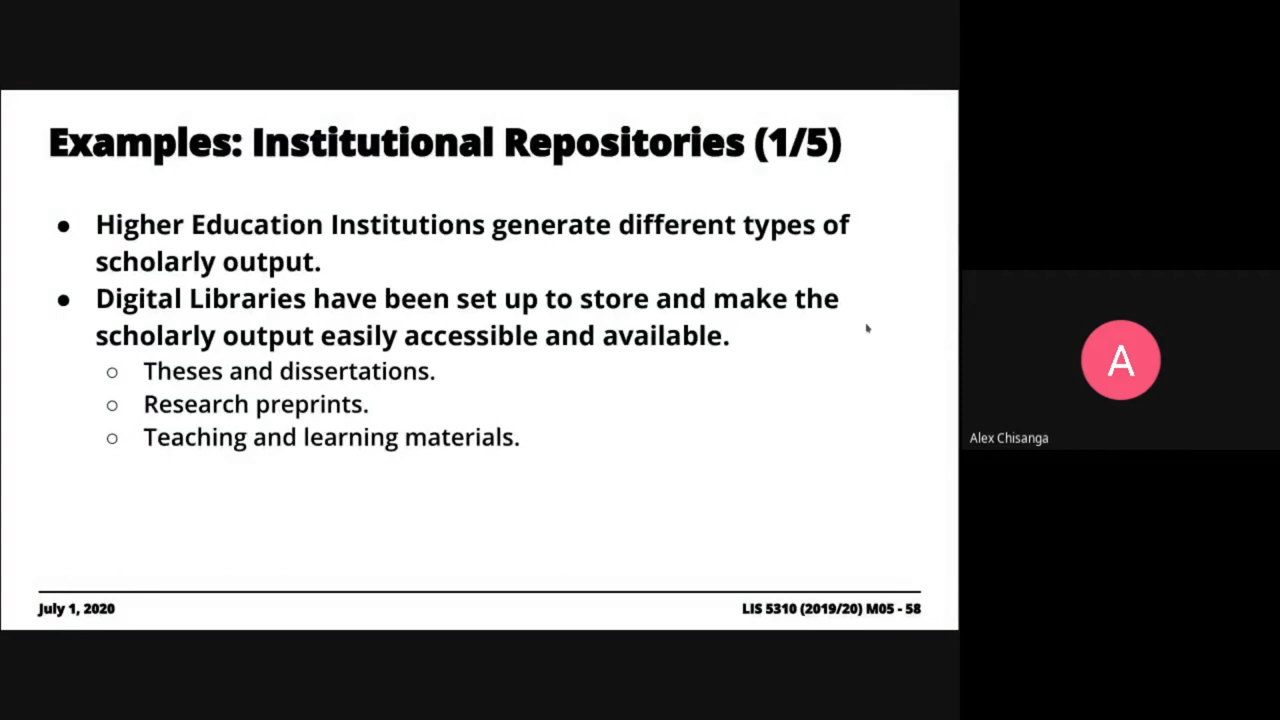 Examples: Institutional Repositories (1/5)
● Higher Education Institutions generate different types of
scholarly output.
● Digital Libraries have been set up to store and make the
scholarly output easily accessible and available.
○ Theses and dissertations.
○ Research preprints.
○ Teaching and learning materials.
July 1, 2020
LIS 5310 (2019/20) M05 - 58
A
Alex Chisanga